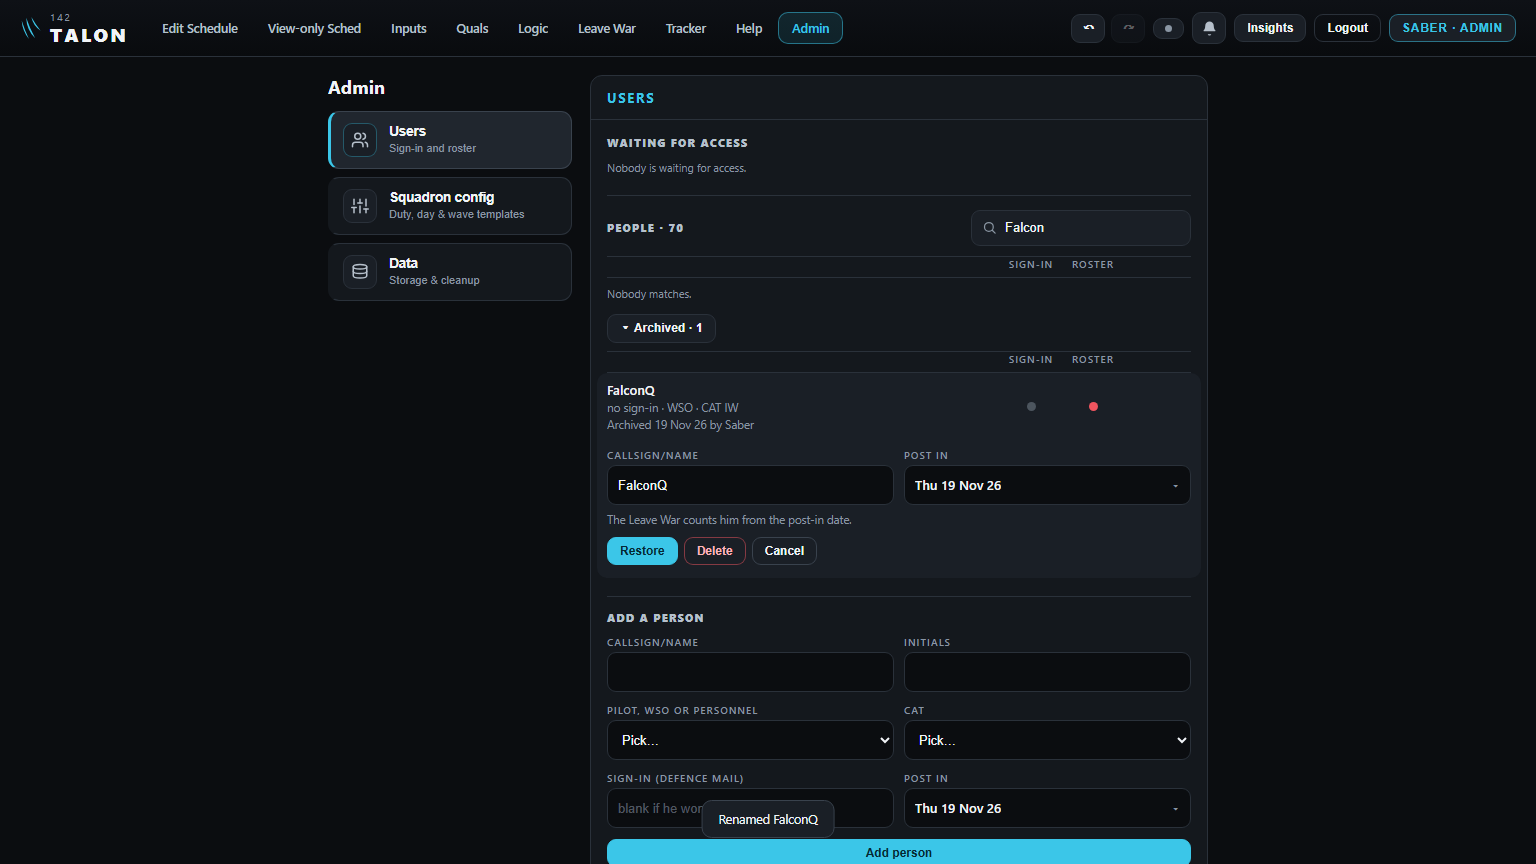 142
TALON
Edit Schedule
View-only Sched
Inputs
Quals
Logic
Leave War
Tracker
Help
Admin
Insights
Logout
SABER · ADMIN
Admin
Users
Sign-in and roster
Squadron config
Duty, day & wave templates
Data
Storage & cleanup
USERS
WAITING FOR ACCESS
Nobody is waiting for access.
PEOPLE · 70
Falcon
SIGN-IN ROSTER
Nobody matches.
Archived · 1
SIGN-IN ROSTER
FalconQ
no sign-in · WSO · CAT IW
Archived 19 Nov 26 by Saber
CALLSIGN/NAME
POST IN
FalconQ
Thu 19 Nov 26
The Leave War counts him from the post-in date.
Restore
Delete
Cancel
ADD A PERSON
CALLSIGN/NAME
INITIALS
PILOT, WSO OR PERSONNEL
CAT
Pick...
Pick...
SIGN-IN (DEFENCE MAIL)
POST IN
blank if he wor
Thu 19 Nov 26
Renamed FalconQ
Add person